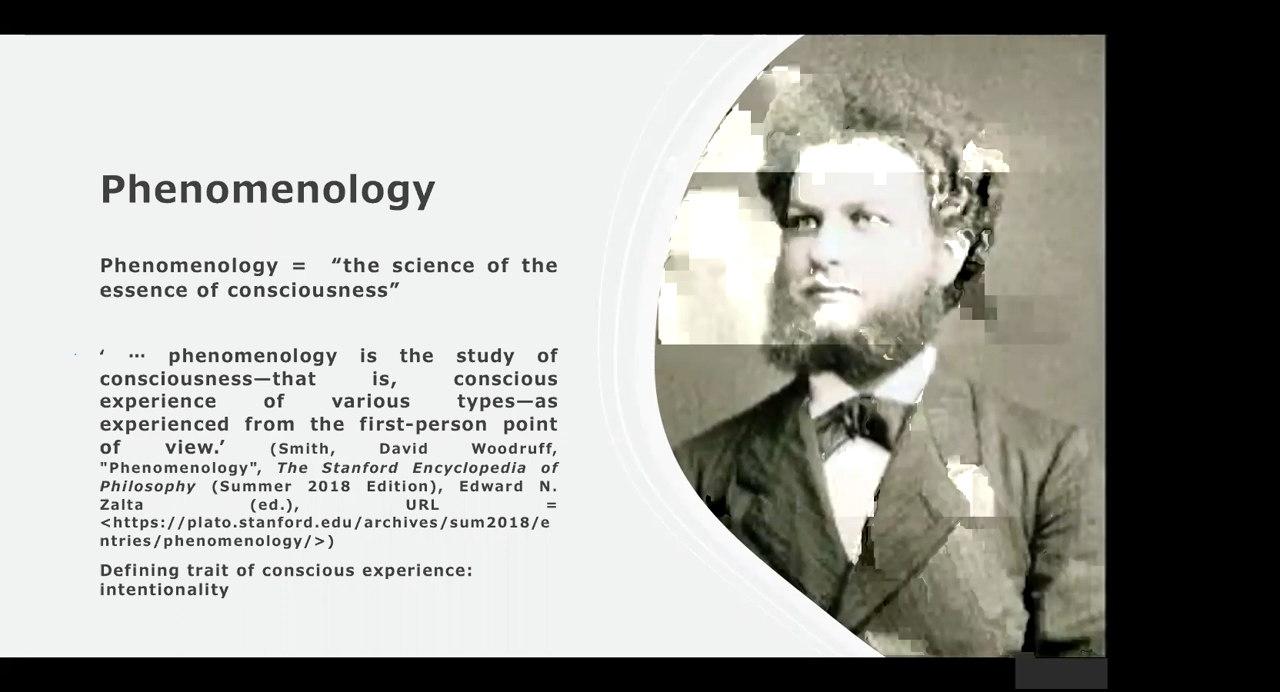 Phenomenology
Phenomenology = “the science of the
essence of consciousness”
‘ … phenomenology is the study of
consciousness—that is, conscious
experience of various types—as
experienced from the first-person point
of view.’ (Smith, David Woodruff,
"Phenomenology", The Stanford Encyclopedia of
Philosophy (Summer 2018 Edition), Edward N.
Zalta (ed.), URL =
<https://plato.stanford.edu/archives/sum2018/e
ntries/phenomenology/>)
Defining trait of conscious experience:
intentionality